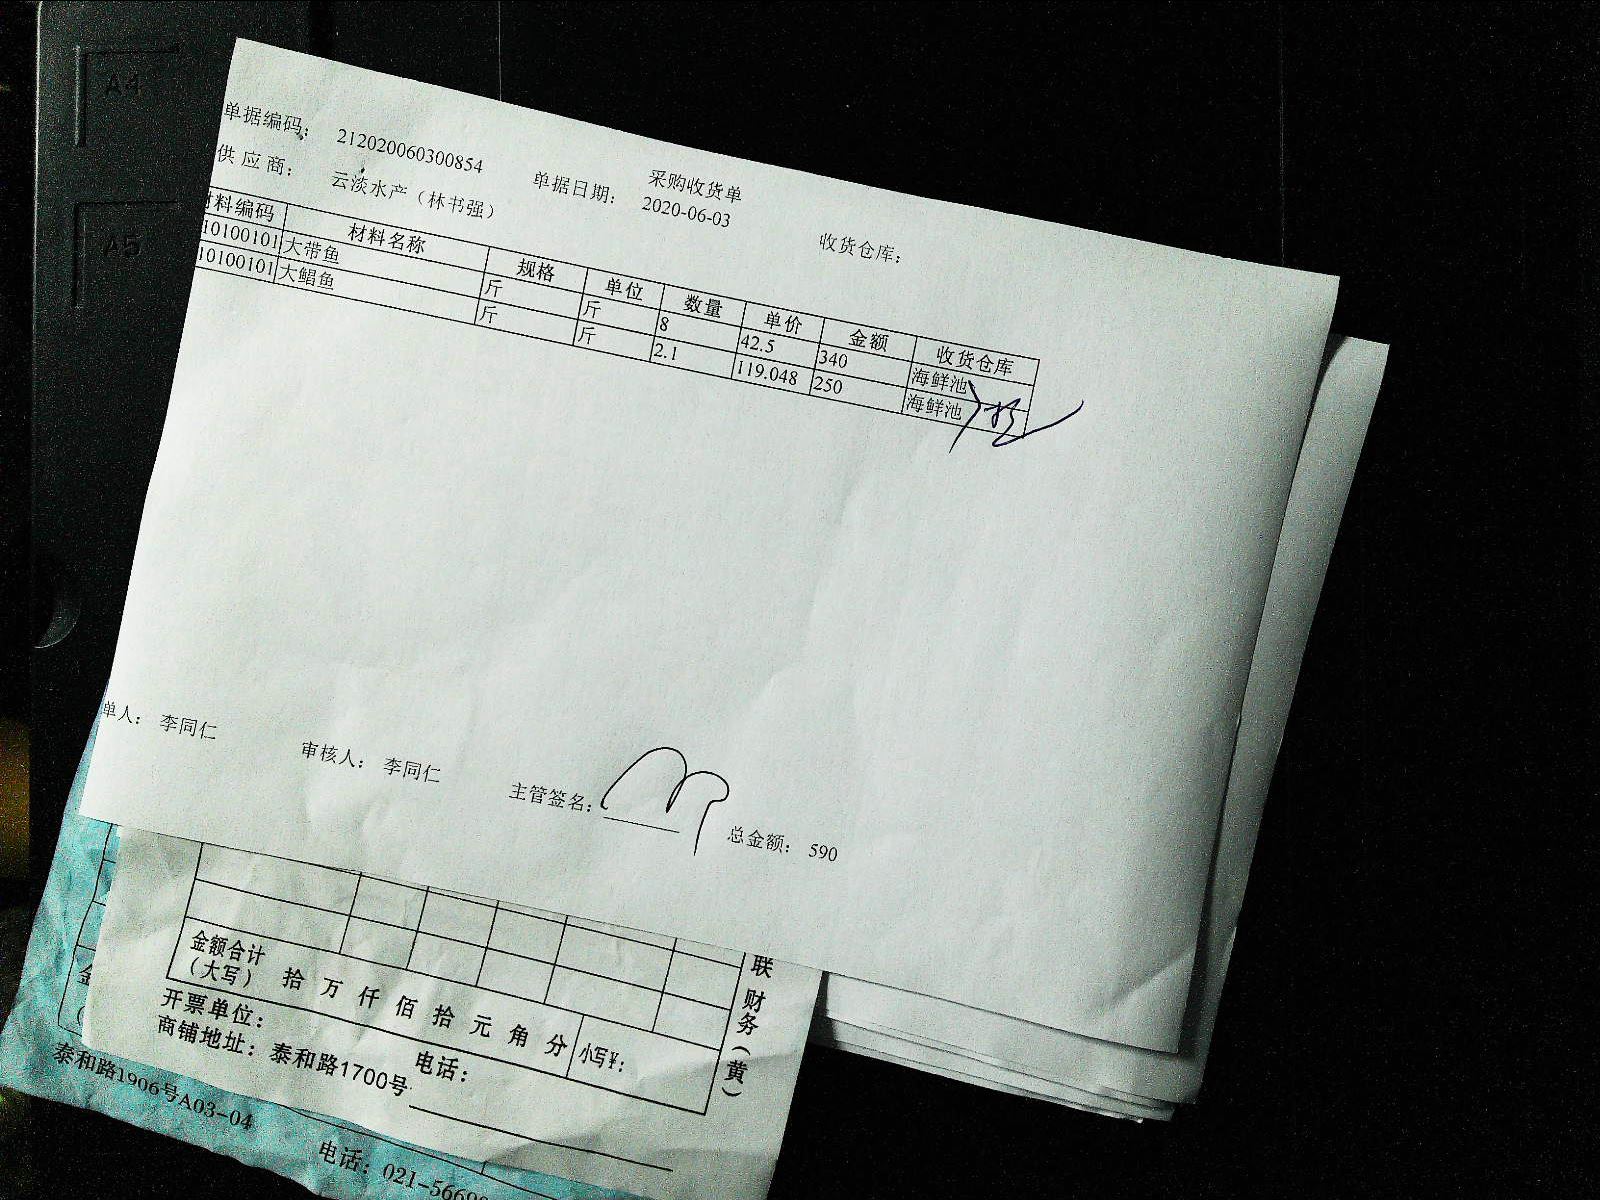 A4
A5
采购收货单
单据编码： 212020060300854 单据日期： 2020-06-03 收货仓库：
供应商： 云淡水产（林书强）
材料编码 材料名称 规格 单位 数量 单价 金额 收货仓库
10100101 大带鱼 斤 斤 8 42.5 340 海鲜池
10100101 大鲳鱼 斤 斤 2.1 119.048 250 海鲜池
单人： 李同仁 审核人： 李同仁 主管签名： 总金额： 590
金额合计
（大写） 拾 万 仟 佰 拾 元 角 分 小写¥：
开票单位： 电话：
商铺地址：泰和路1700号
联 财务（黄）
泰和路1906号A03-04
电话：021-5669